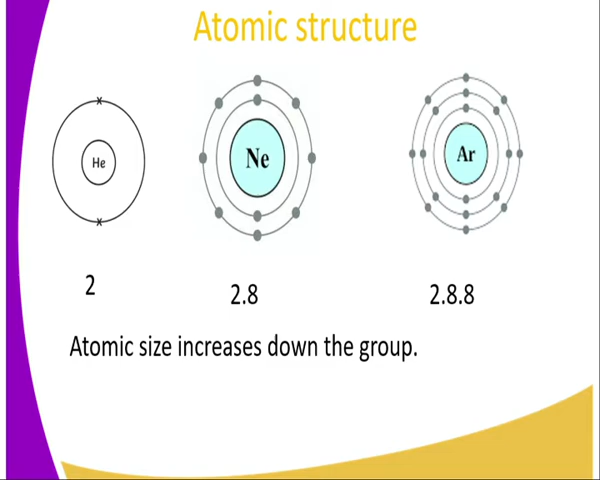 Atomic structure
He
Ne
Ar
2
2.8
2.8.8
Atomic size increases down the group.